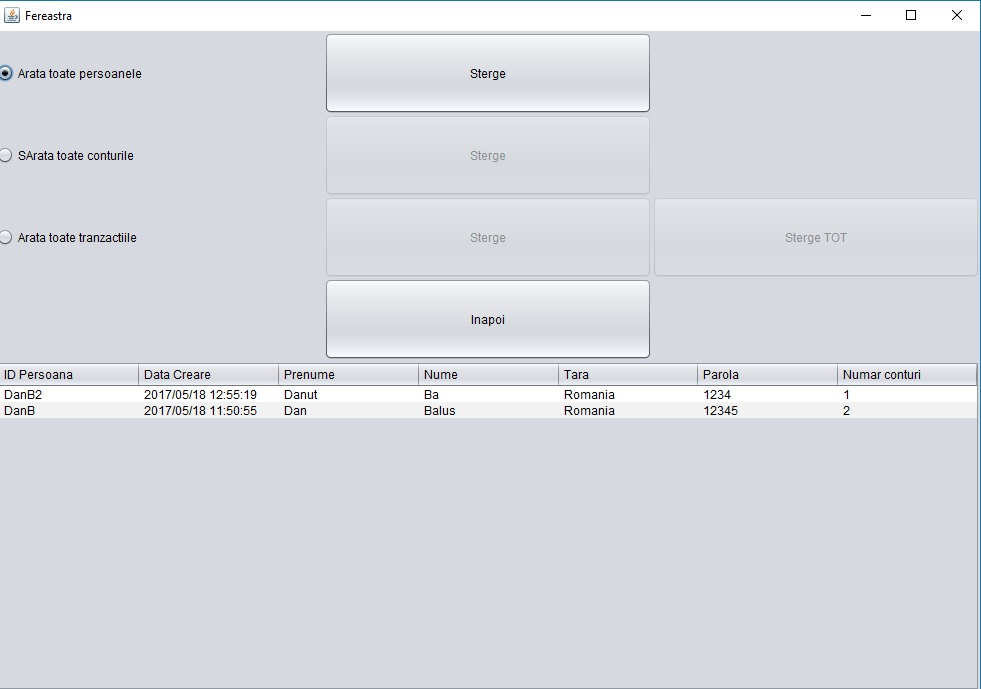 Fereastra
Arata toate persoanele Sterge
SArata toate conturile Sterge
Arata toate tranzactiile Sterge Sterge TOT
Inapoi
ID Persoana Data Creare Prenume Nume Tara Parola Numar conturi
DanB2 2017/05/18 12:55:19 Danut Ba Romania 1234 1
DanB 2017/05/18 11:50:55 Dan Balus Romania 12345 2